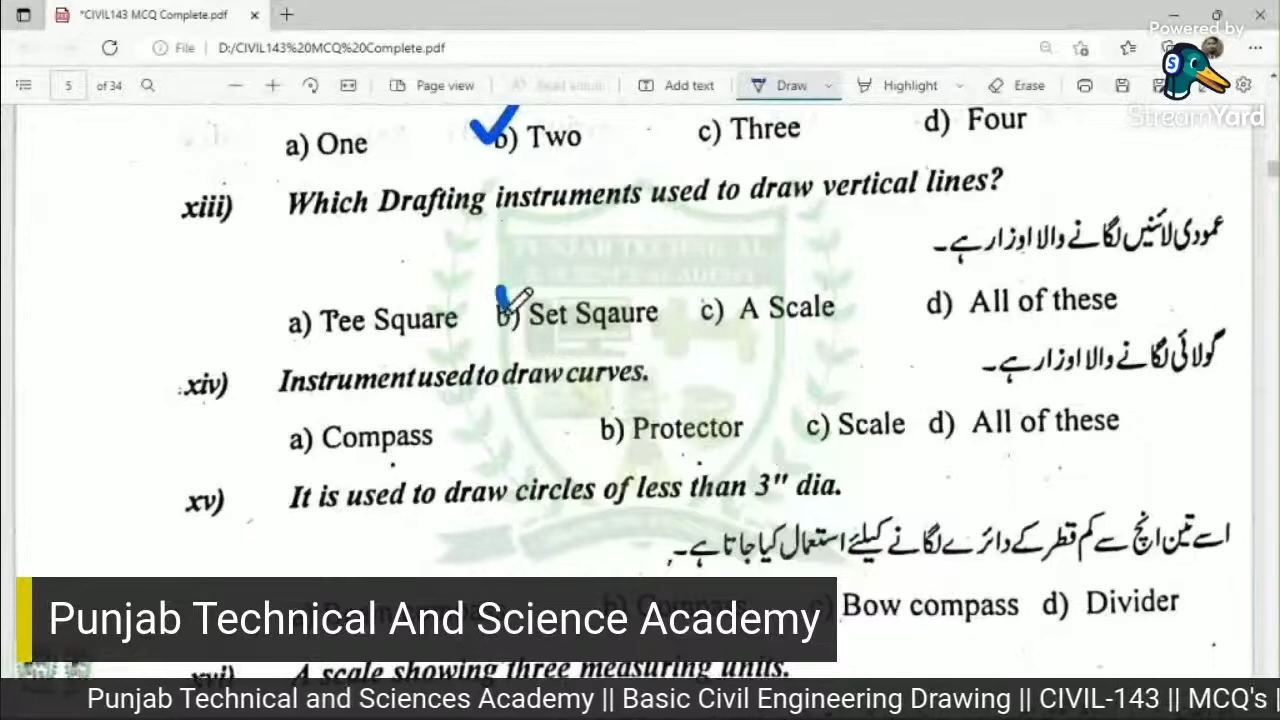 *CIVIL143 MCQ Complete.pdf
File D:/CIVIL143%20MCQ%20Complete.pdf
Powered by
5 of 34 Page view Add text Draw Highlight Erase
StreamYard
a) One b) Two c) Three d) Four
xiii) Which Drafting instruments used to draw vertical lines?
عمودی لائنیں لگانے والا اوزار ہے۔
a) Tee Square b) Set Sqaure c) A Scale d) All of these
xiv) Instrument used to draw curves.
گولائی لگانے والا اوزار ہے۔
a) Compass b) Protector c) Scale d) All of these
xv) It is used to draw circles of less than 3" dia.
اسے تین انچ سے کم قطر کے دائرے لگانے کیلئے استعمال کیا جاتا ہے۔
c) Bow compass d) Divider
Punjab Technical And Science Academy
xvi) A scale showing three measuring units.
Punjab Technical and Sciences Academy || Basic Civil Engineering Drawing || CIVIL-143 || MCQ's |